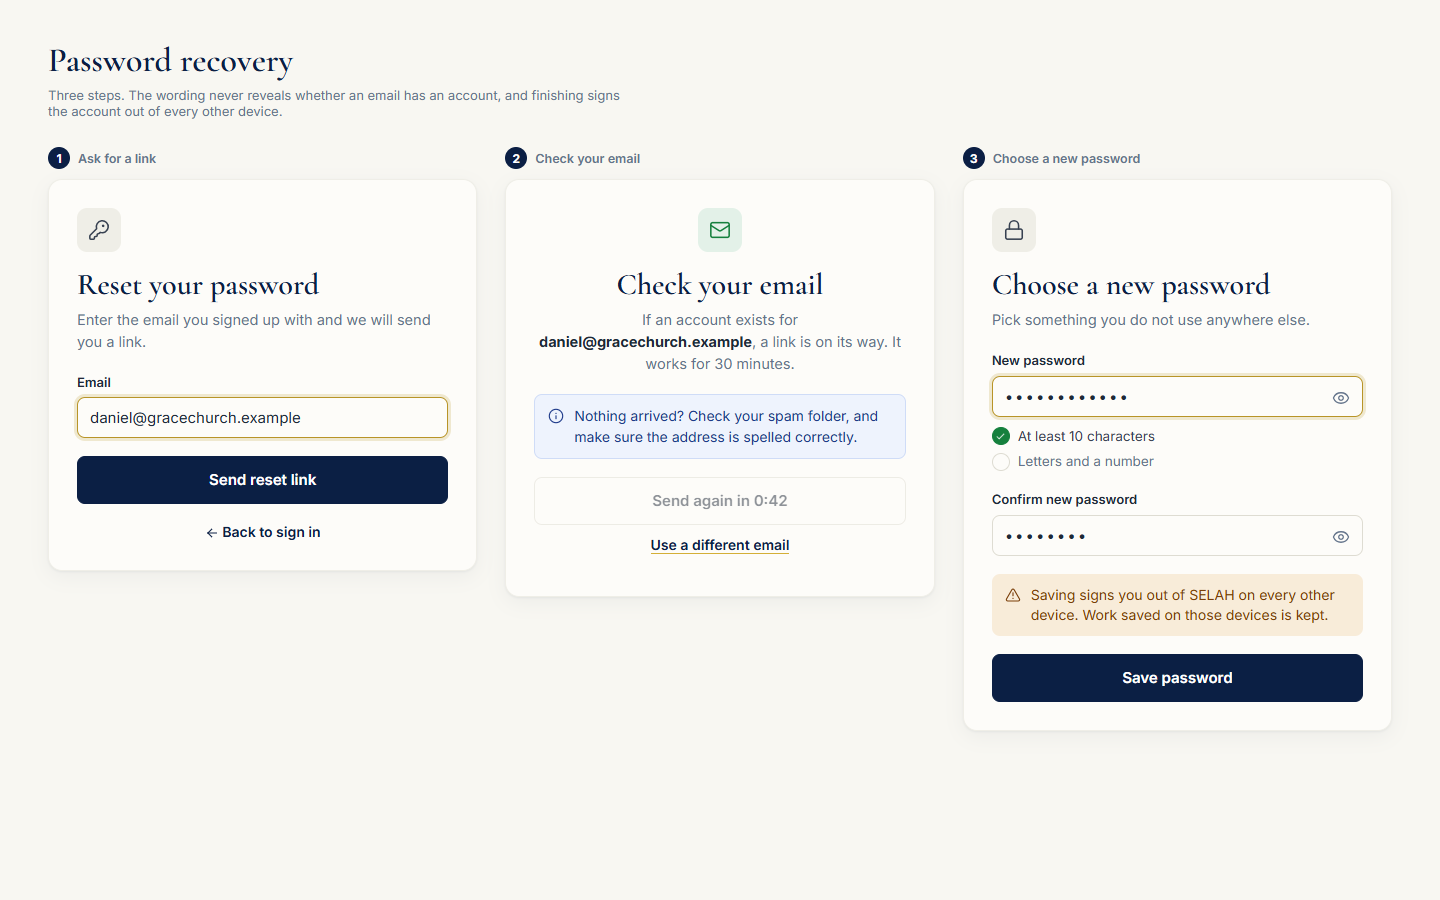 Password recovery
Three steps. The wording never reveals whether an email has an account, and finishing signs
the account out of every other device.
1 Ask for a link
Reset your password
Enter the email you signed up with and we will send
you a link.
Email
daniel@gracechurch.example
Send reset link
← Back to sign in
2 Check your email
Check your email
If an account exists for
daniel@gracechurch.example, a link is on its way. It
works for 30 minutes.
Nothing arrived? Check your spam folder, and
make sure the address is spelled correctly.
Send again in 0:42
Use a different email
3 Choose a new password
Choose a new password
Pick something you do not use anywhere else.
New password
••••••••••••
At least 10 characters
Letters and a number
Confirm new password
••••••••
Saving signs you out of SELAH on every other
device. Work saved on those devices is kept.
Save password